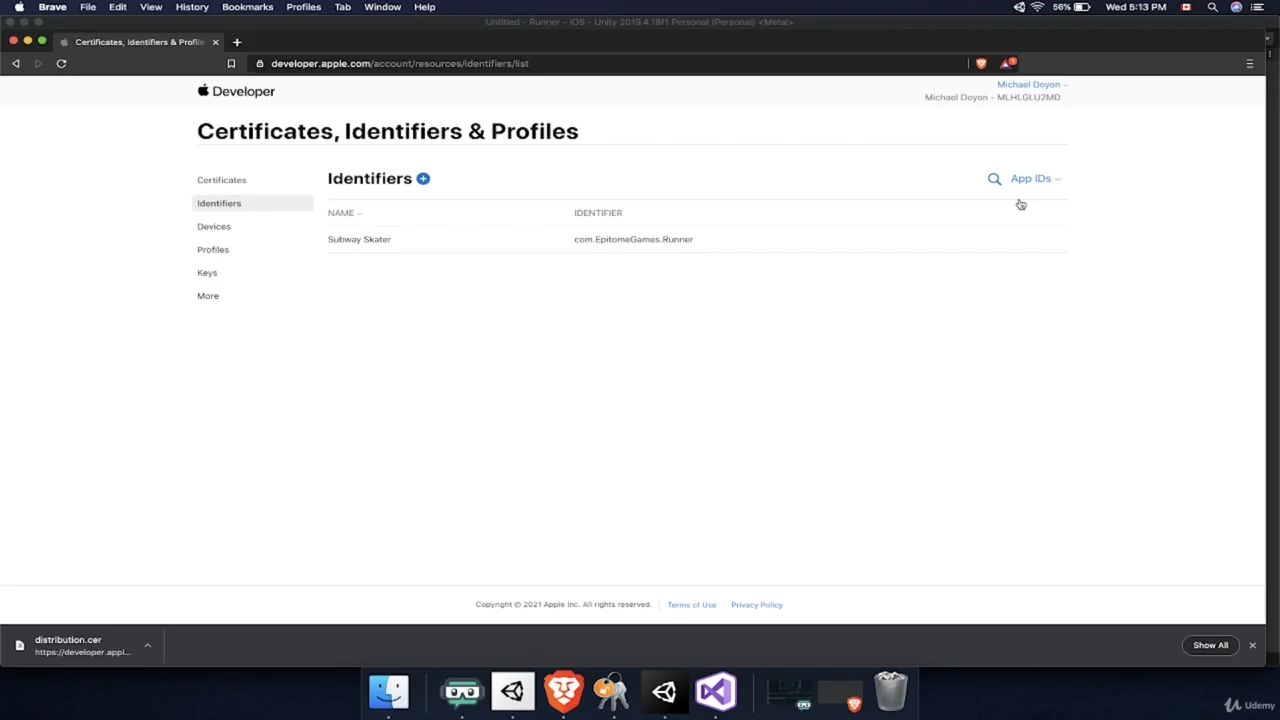 Brave File Edit View History Bookmarks Profiles Tab Window Help 56% Wed 5:13 PM
Untitled - Runner - iOS - Unity 2019.4.18f1 Personal (Personal) <Metal>
Certificates, Identifiers & Profile
developer.apple.com/account/resources/identifiers/list
1
Developer
Michael Doyon
Michael Doyon - MLHLGLU2MD
Certificates, Identifiers & Profiles
Certificates
Identifiers
Devices
Profiles
Keys
More
Identifiers
App IDs
NAME IDENTIFIER
Subway Skater com.EpitomeGames.Runner
Copyright © 2021 Apple Inc. All rights reserved. Terms of Use Privacy Policy
distribution.cer
https://developer.appl...
Show All
Udemy